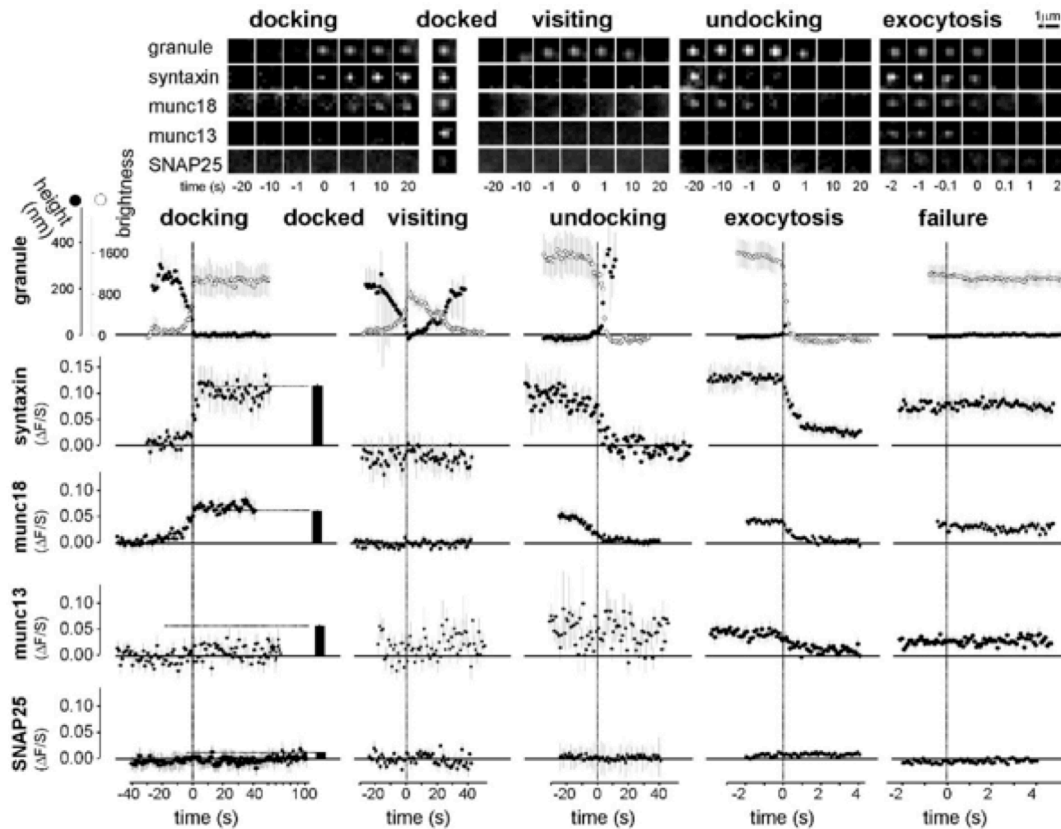 docking docked visiting undocking exocytosis 1µm
granule
syntaxin
munc18
munc13
SNAP25
time (s) -20 -10 -1 0 1 10 20 -20 -10 -1 0 1 10 20 -20 -10 -1 0 1 10 20 -2 -1 -0.1 0 0.1 1 2
height (nm) brightness
docking docked visiting undocking exocytosis failure
granule
400 1600
200 800
0 0
syntaxin (ΔF/S)
0.15
0.10
0.05
0.00
munc18 (ΔF/S)
0.10
0.05
0.00
munc13 (ΔF/S)
0.10
0.05
0.00
SNAP25 (ΔF/S)
0.10
0.05
0.00
-40 -20 0 20 40 100 -20 0 20 40 -20 0 20 40 -2 0 2 4 -2 0 2 4
time (s) time (s) time (s) time (s) time (s)